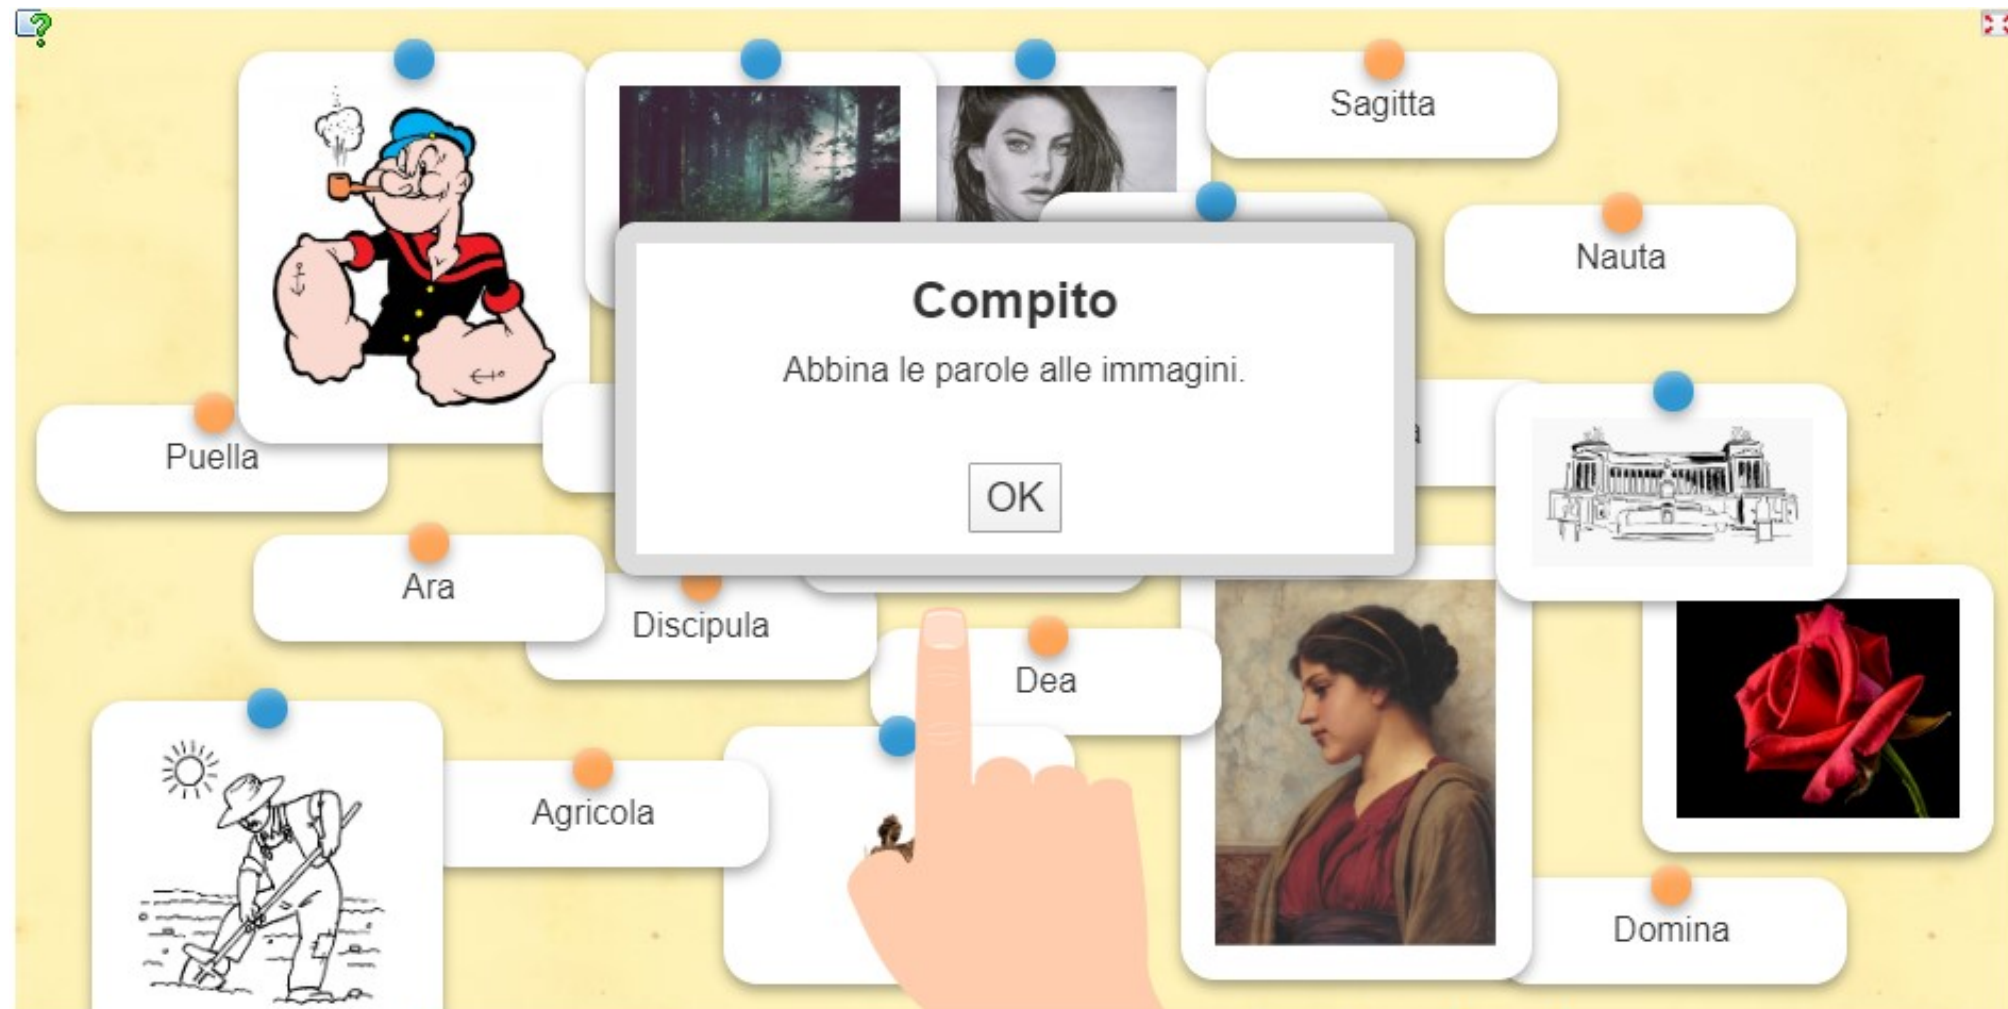 Sagitta
Nauta
Compito
Abbina le parole alle immagini.
OK
Puella
Ara
Discipula
Dea
Agricola
Domina